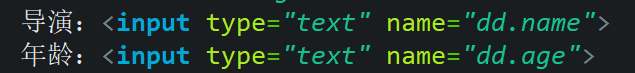 导演：<input type="text" name="dd.name">
年龄：<input type="text" name="dd.age">